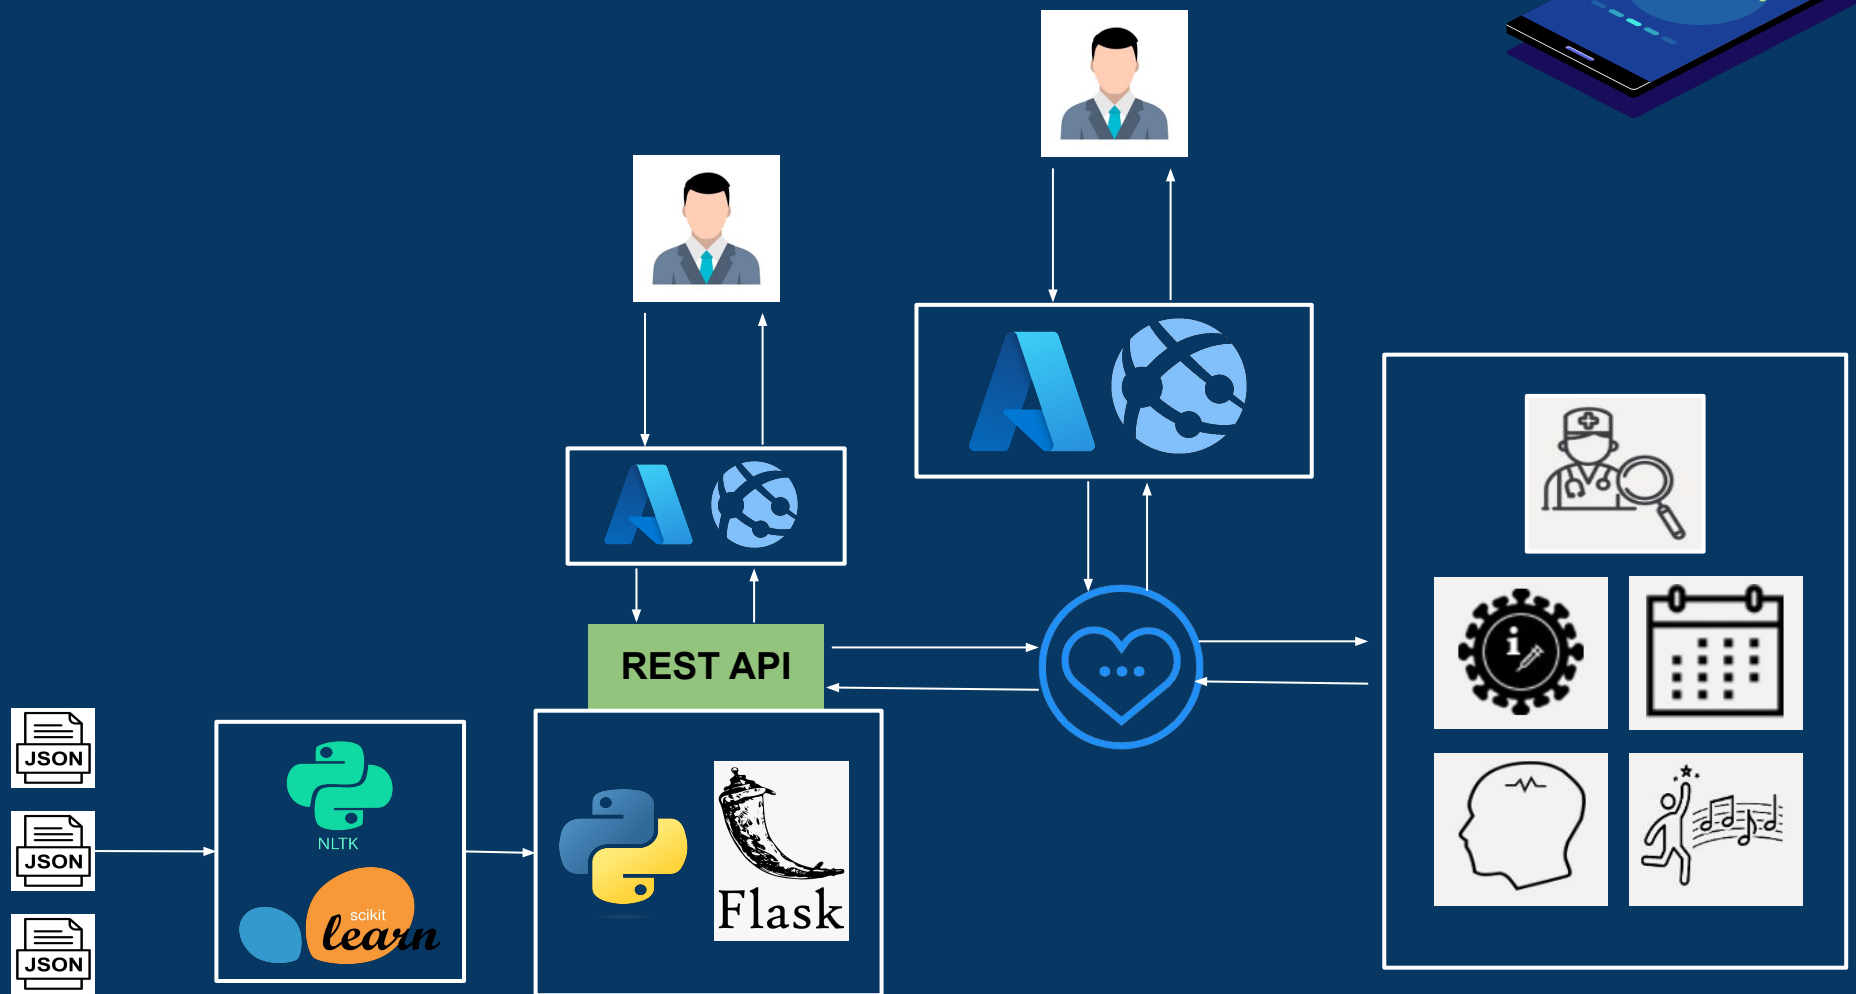 REST API
JSON
JSON
JSON
NLTK
scikit
learn
Flask
i